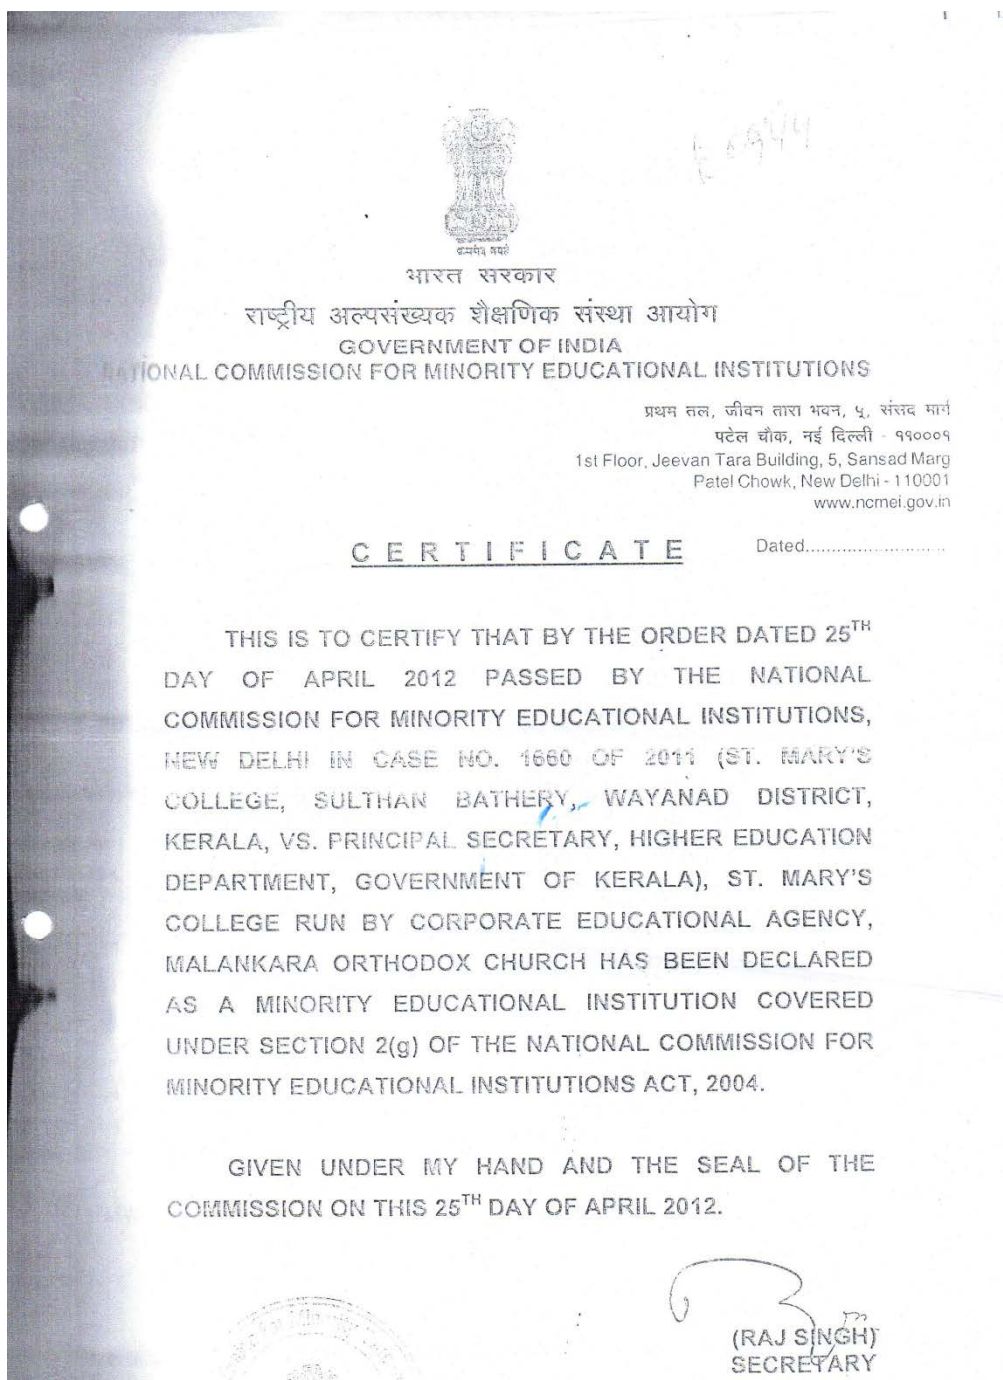 भारत सरकार
राष्ट्रीय अल्पसंख्यक शैक्षणिक संस्था आयोग
GOVERNMENT OF INDIA
NATIONAL COMMISSION FOR MINORITY EDUCATIONAL INSTITUTIONS
प्रथम तल, जीवन तारा भवन, ५, संसद मार्ग
पटेल चौक, नई दिल्ली - ११०००१
1st Floor, Jeevan Tara Building, 5, Sansad Marg
Patel Chowk, New Delhi - 110001
www.ncmei.gov.in
CERTIFICATE
Dated...........................
THIS IS TO CERTIFY THAT BY THE ORDER DATED 25TH
DAY OF APRIL 2012 PASSED BY THE NATIONAL
COMMISSION FOR MINORITY EDUCATIONAL INSTITUTIONS,
NEW DELHI IN CASE NO. 1660 OF 2011 (ST. MARY'S
COLLEGE, SULTHAN BATHERY, WAYANAD DISTRICT,
KERALA, VS. PRINCIPAL SECRETARY, HIGHER EDUCATION
DEPARTMENT, GOVERNMENT OF KERALA), ST. MARY'S
COLLEGE RUN BY CORPORATE EDUCATIONAL AGENCY,
MALANKARA ORTHODOX CHURCH HAS BEEN DECLARED
AS A MINORITY EDUCATIONAL INSTITUTION COVERED
UNDER SECTION 2(g) OF THE NATIONAL COMMISSION FOR
MINORITY EDUCATIONAL INSTITUTIONS ACT, 2004.
GIVEN UNDER MY HAND AND THE SEAL OF THE
COMMISSION ON THIS 25TH DAY OF APRIL 2012.
(RAJ SINGH)
SECRETARY